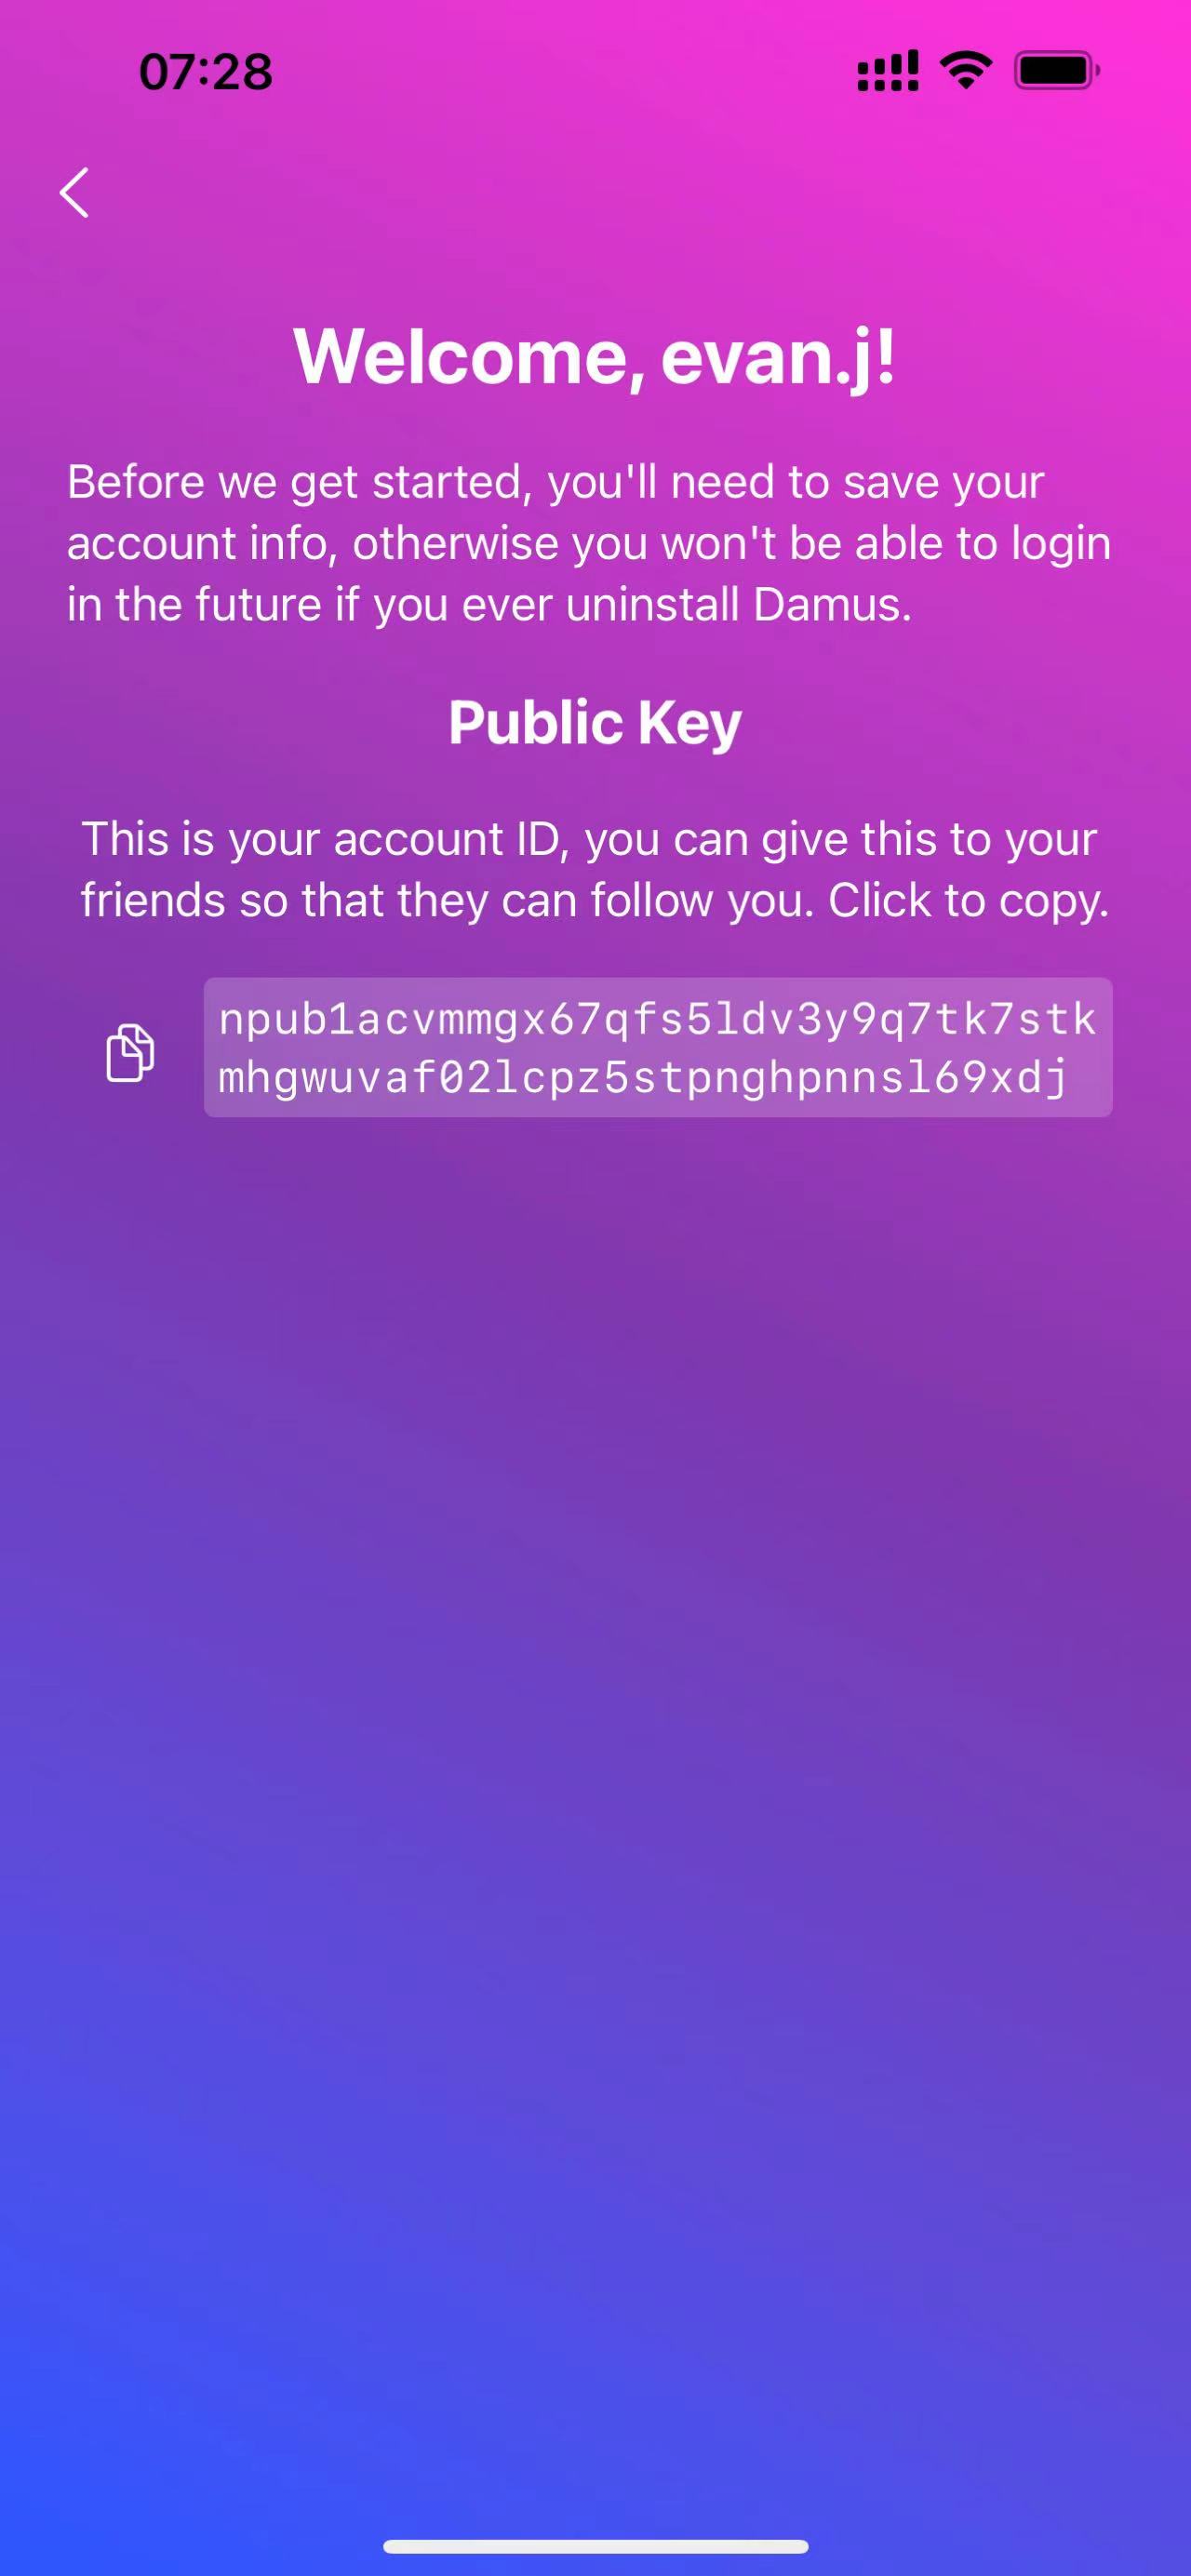 07:28
Welcome, evan.j!
Before we get started, you'll need to save your
account info, otherwise you won't be able to login
in the future if you ever uninstall Damus.
Public Key
This is your account ID, you can give this to your
friends so that they can follow you. Click to copy.
npub1acvmmgx67qfs5ldv3y9q7tk7stk
mhgwuvaf02lcpz5stpnghpnnsl69xdj